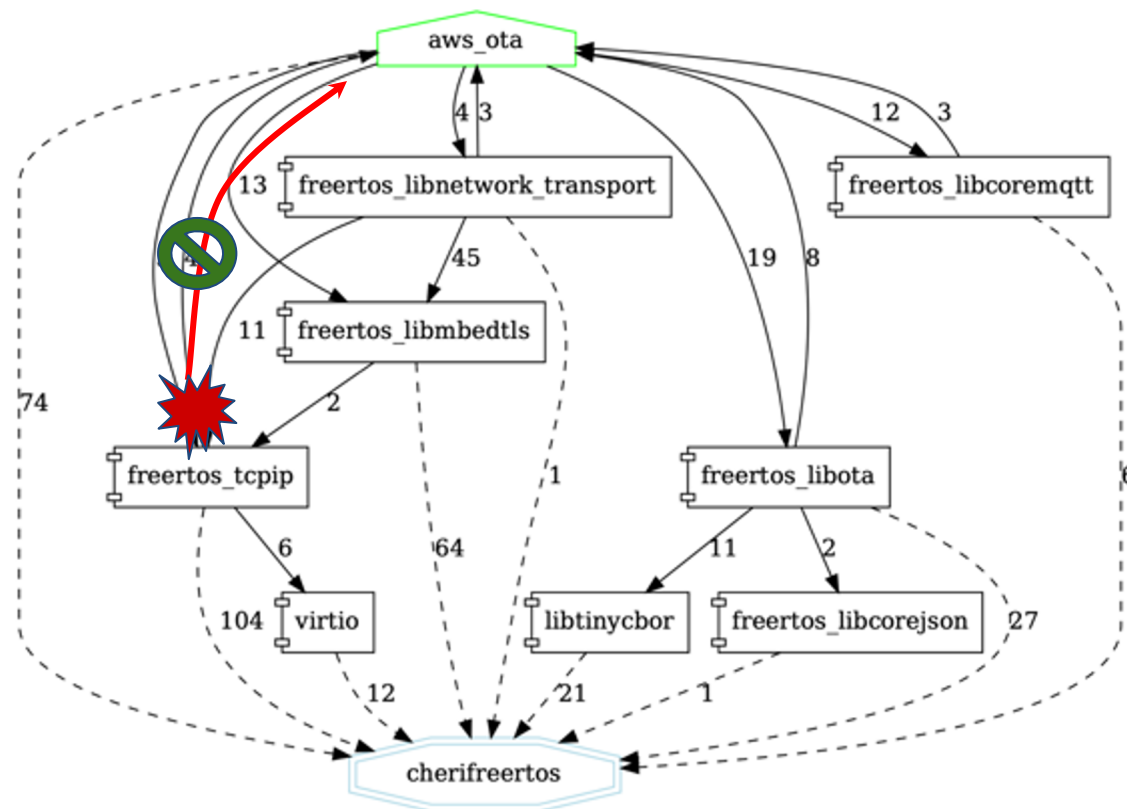 aws_ota
4
3
12
3
freertos_libnetwork_transport
freertos_libcoremqtt
13
4
45
19
8
freertos_libmbedtls
11
74
2
1
freertos_tcpip
freertos_libota
6
64
11
2
104
virtio
libtinycbor
freertos_libcorejson
27
12
21
1
cherifreertos